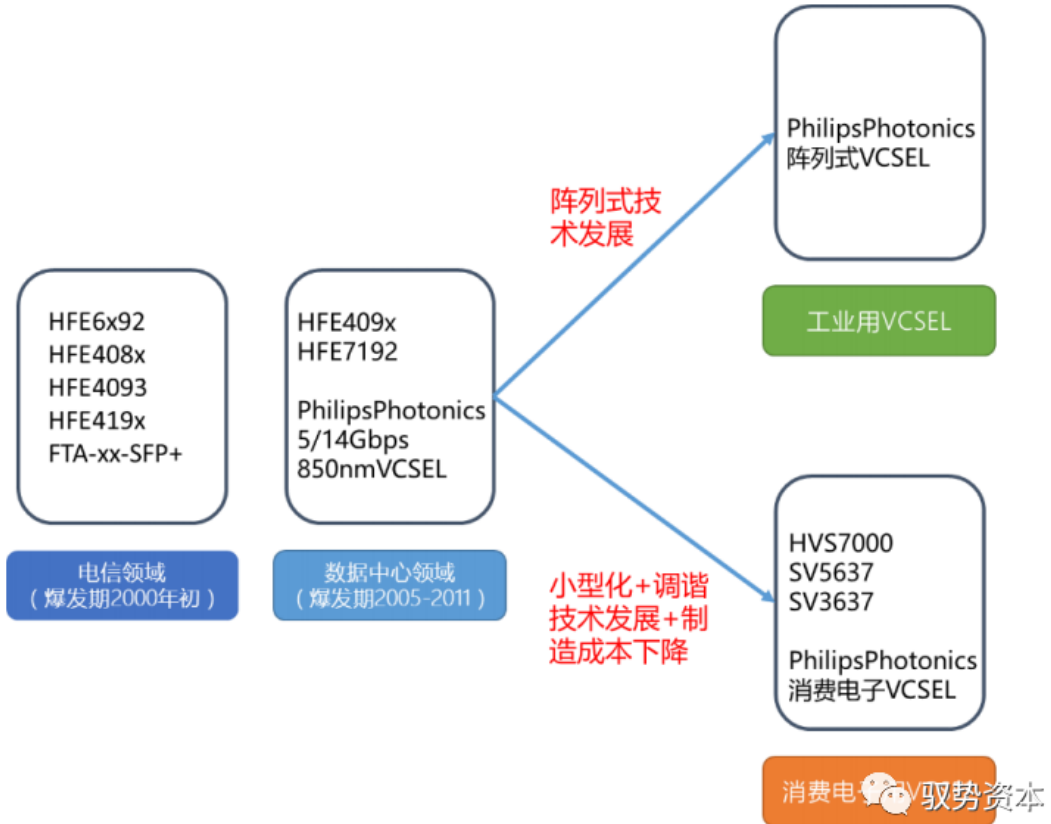 HFE6x92
HFE408x
HFE4093
HFE419x
FTA-xx-SFP+
电信领域
（爆发期2000年初）
HFE409x
HFE7192
PhilipsPhotonics
5/14Gbps
850nmVCSEL
数据中心领域
（爆发期2005-2011）
阵列式技
术发展
PhilipsPhotonics
阵列式VCSEL
工业用VCSEL
小型化+调谐
技术发展+制
造成本下降
HVS7000
SV5637
SV3637
PhilipsPhotonics
消费电子VCSEL
消费电子
驭势资本